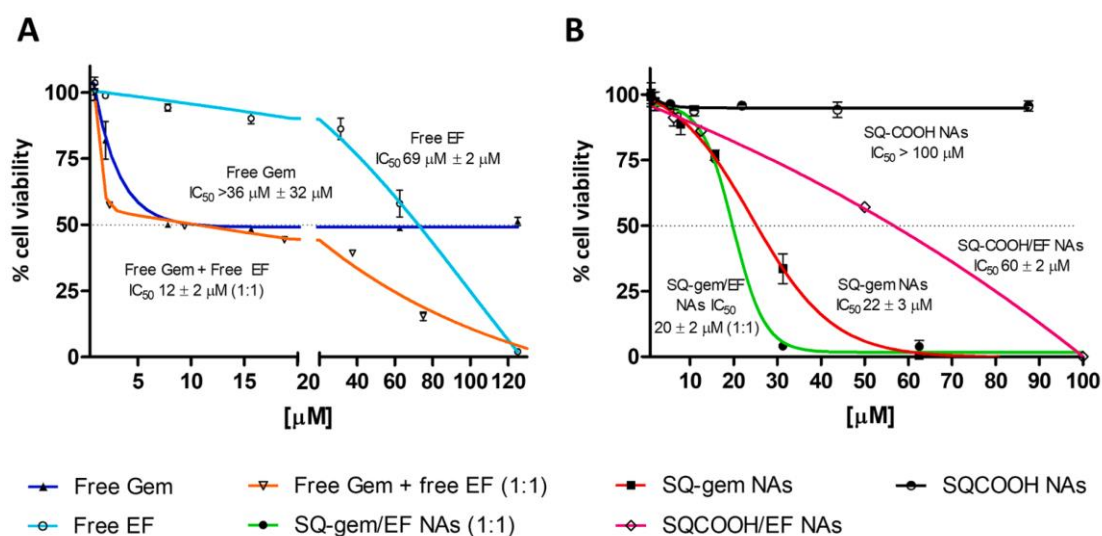 A
% cell viability
100
75
50
25
0
Free EF
IC50 69 μM ± 2 μM
Free Gem
IC50 >36 μM ± 32 μM
Free Gem + Free EF
IC50 12 ± 2 μM (1:1)
5 10 15 20 40 60 80 100 120
[μM]
B
% cell viability
100
75
50
25
0
SQ-COOH NAs
IC50 > 100 μM
SQ-COOH/EF NAs
IC50 60 ± 2 μM
SQ-gem/EF
NAs IC50
20 ± 2 μM (1:1)
SQ-gem NAs
IC50 22 ± 3 μM
10 20 30 40 50 60 70 80 90 100
[μM]
Free Gem
Free Gem + free EF (1:1)
SQ-gem NAs
SQCOOH NAs
Free EF
SQ-gem/EF NAs (1:1)
SQCOOH/EF NAs